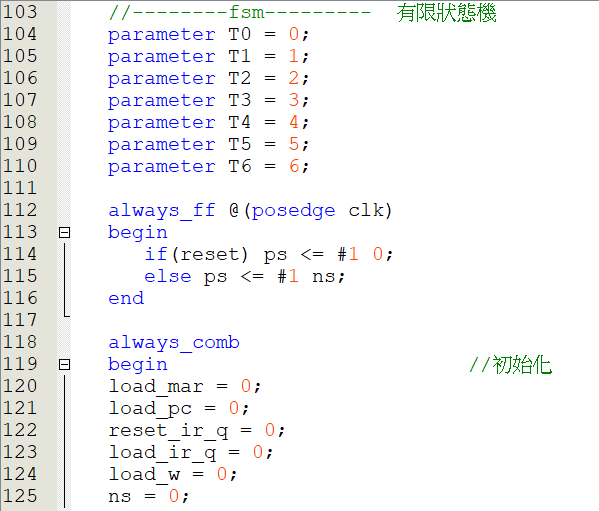 103 //--------fsm--------- 有限狀態機
104 parameter T0 = 0;
105 parameter T1 = 1;
106 parameter T2 = 2;
107 parameter T3 = 3;
108 parameter T4 = 4;
109 parameter T5 = 5;
110 parameter T6 = 6;
111
112 always_ff @(posedge clk)
113 begin
114 if(reset) ps <= #1 0;
115 else ps <= #1 ns;
116 end
117
118 always_comb
119 begin //初始化
120 load_mar = 0;
121 load_pc = 0;
122 reset_ir_q = 0;
123 load_ir_q = 0;
124 load_w = 0;
125 ns = 0;